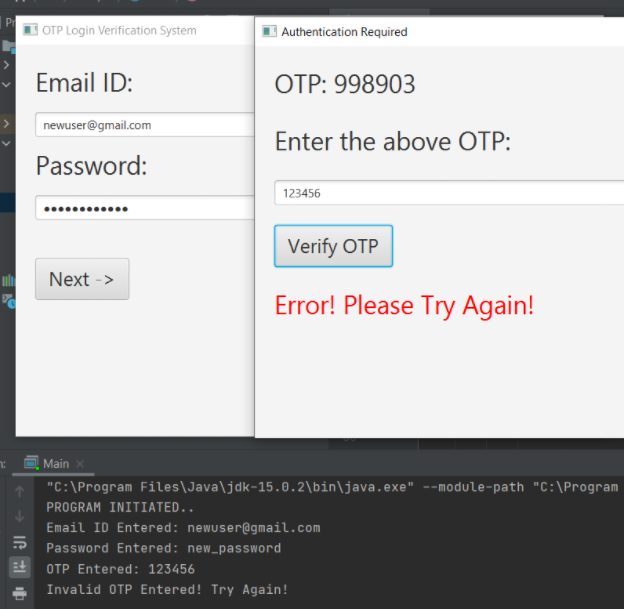 OTP Login Verification System
Email ID:
newuser@gmail.com
Password:
••••••••••••
Next ->
Authentication Required
OTP: 998903
Enter the above OTP:
123456
Verify OTP
Error! Please Try Again!
Main
"C:\Program Files\Java\jdk-15.0.2\bin\java.exe" --module-path "C:\Program
PROGRAM INITIATED..
Email ID Entered: newuser@gmail.com
Password Entered: new_password
OTP Entered: 123456
Invalid OTP Entered! Try Again!